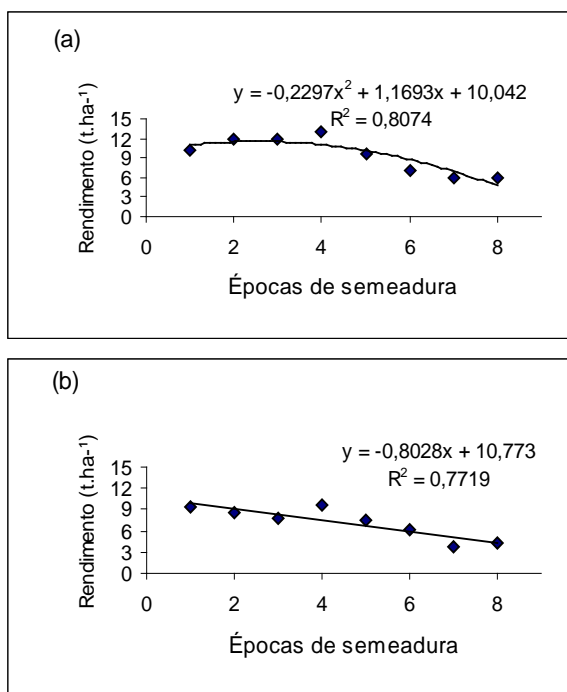 (a)
y = -0,2297x² + 1,1693x + 10,042
R² = 0,8074
Rendimento (t.ha-¹)
15
12
9
6
3
0
0 2 4 6 8
Épocas de semeadura
(b)
y = -0,8028x + 10,773
R² = 0,7719
Rendimento (t.ha-¹)
15
12
9
6
3
0
0 2 4 6 8
Épocas de semeadura